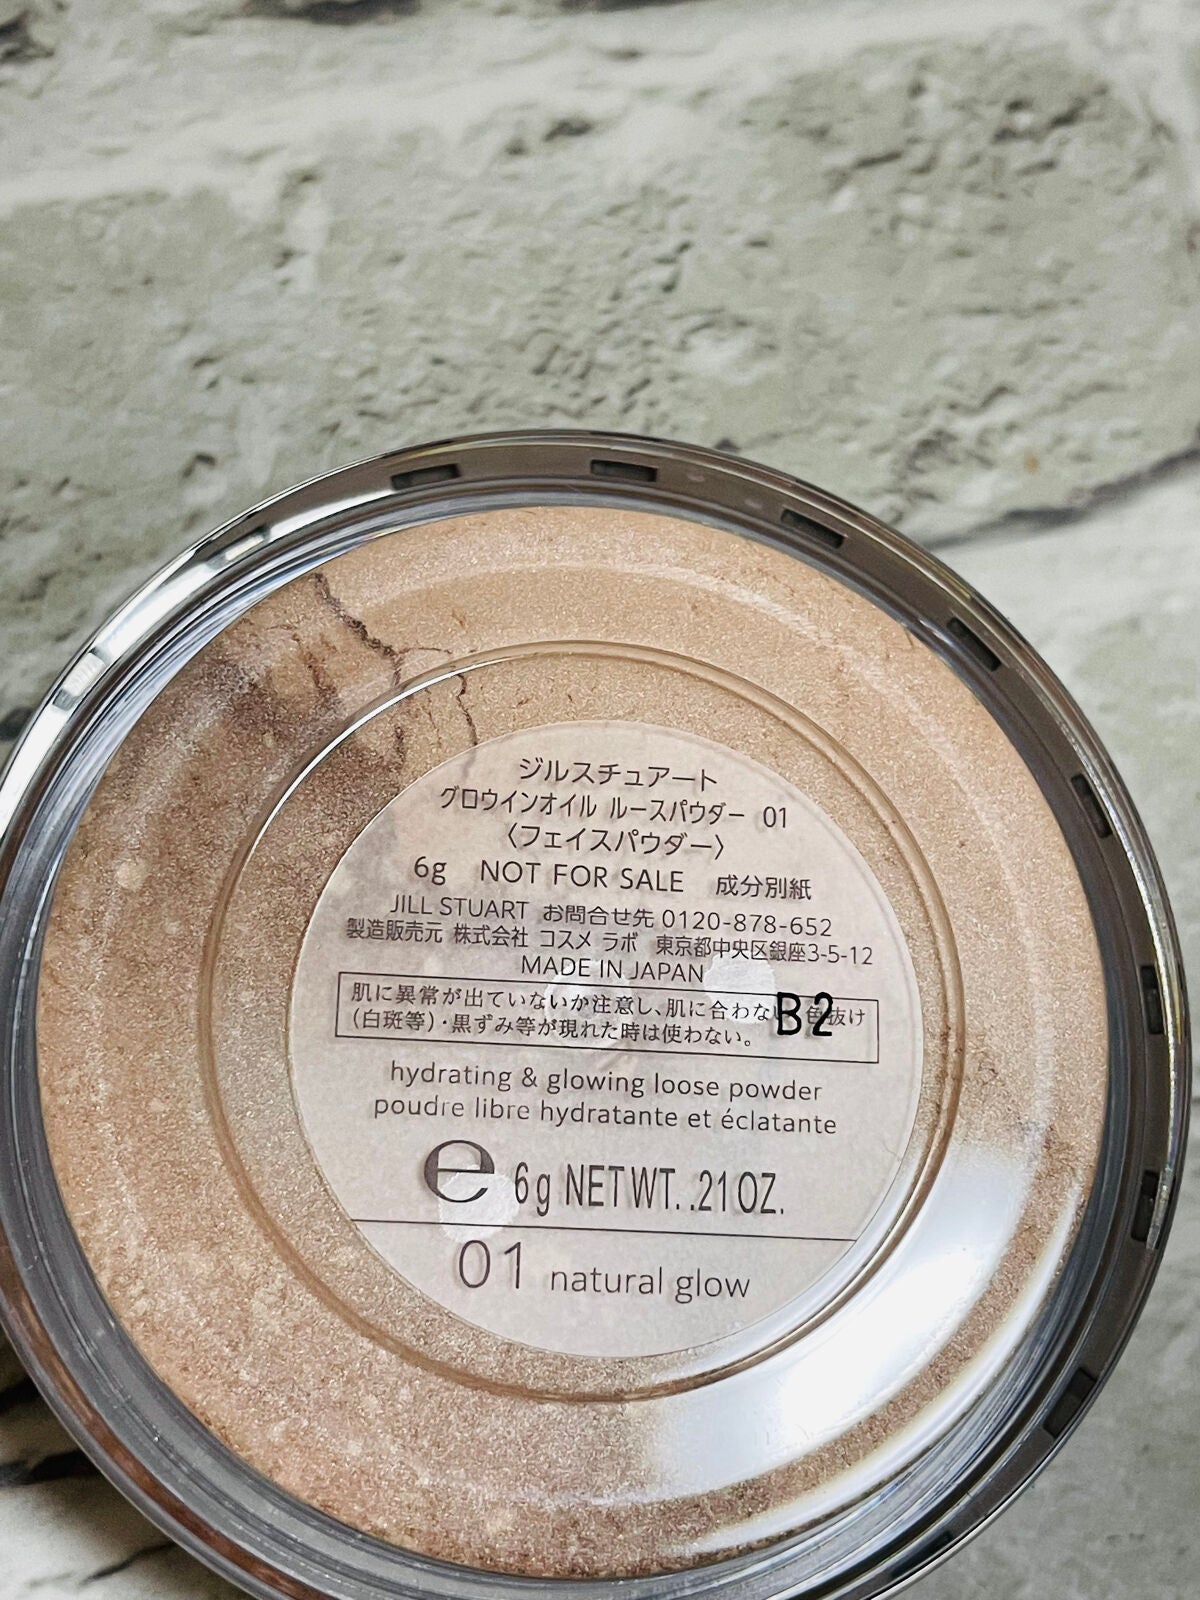 ジルスチュアート
グロウインオイル ルースパウダー 01
〈フェイスパウダー〉
6g NOT FOR SALE 成分別紙
JILL STUART お問合せ先 0120-878-652
製造販売元 株式会社 コスメ ラボ 東京都中央区銀座3-5-12
MADE IN JAPAN
肌に異常が出ていないか注意し、肌に合わな 色抜け
(白斑等)・黒ずみ等が現れた時は使わない。
B2
hydrating & glowing loose powder
poudre libre hydratante et éclatante
e 6g NET WT. .21 OZ.
01 natural glow